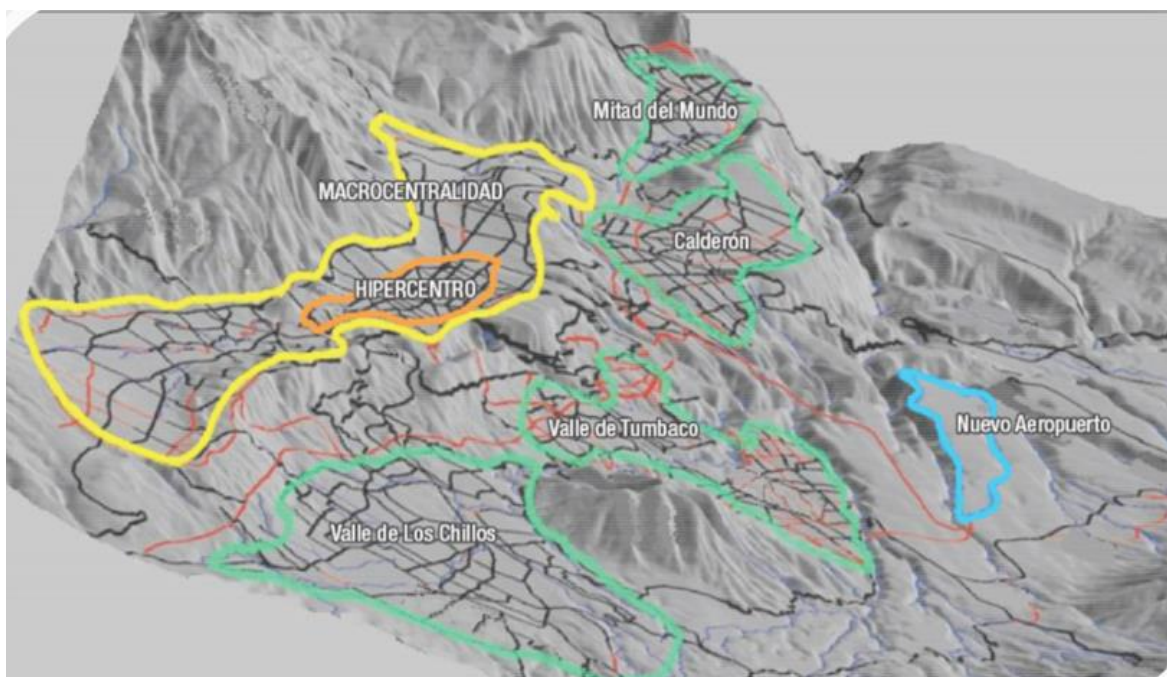 Mitad del Mundo
MACROCENTRALIDAD
Calderón
HIPERCENTRO
Valle de Tumbaco
Nuevo Aeropuerto
Valle de Los Chillos